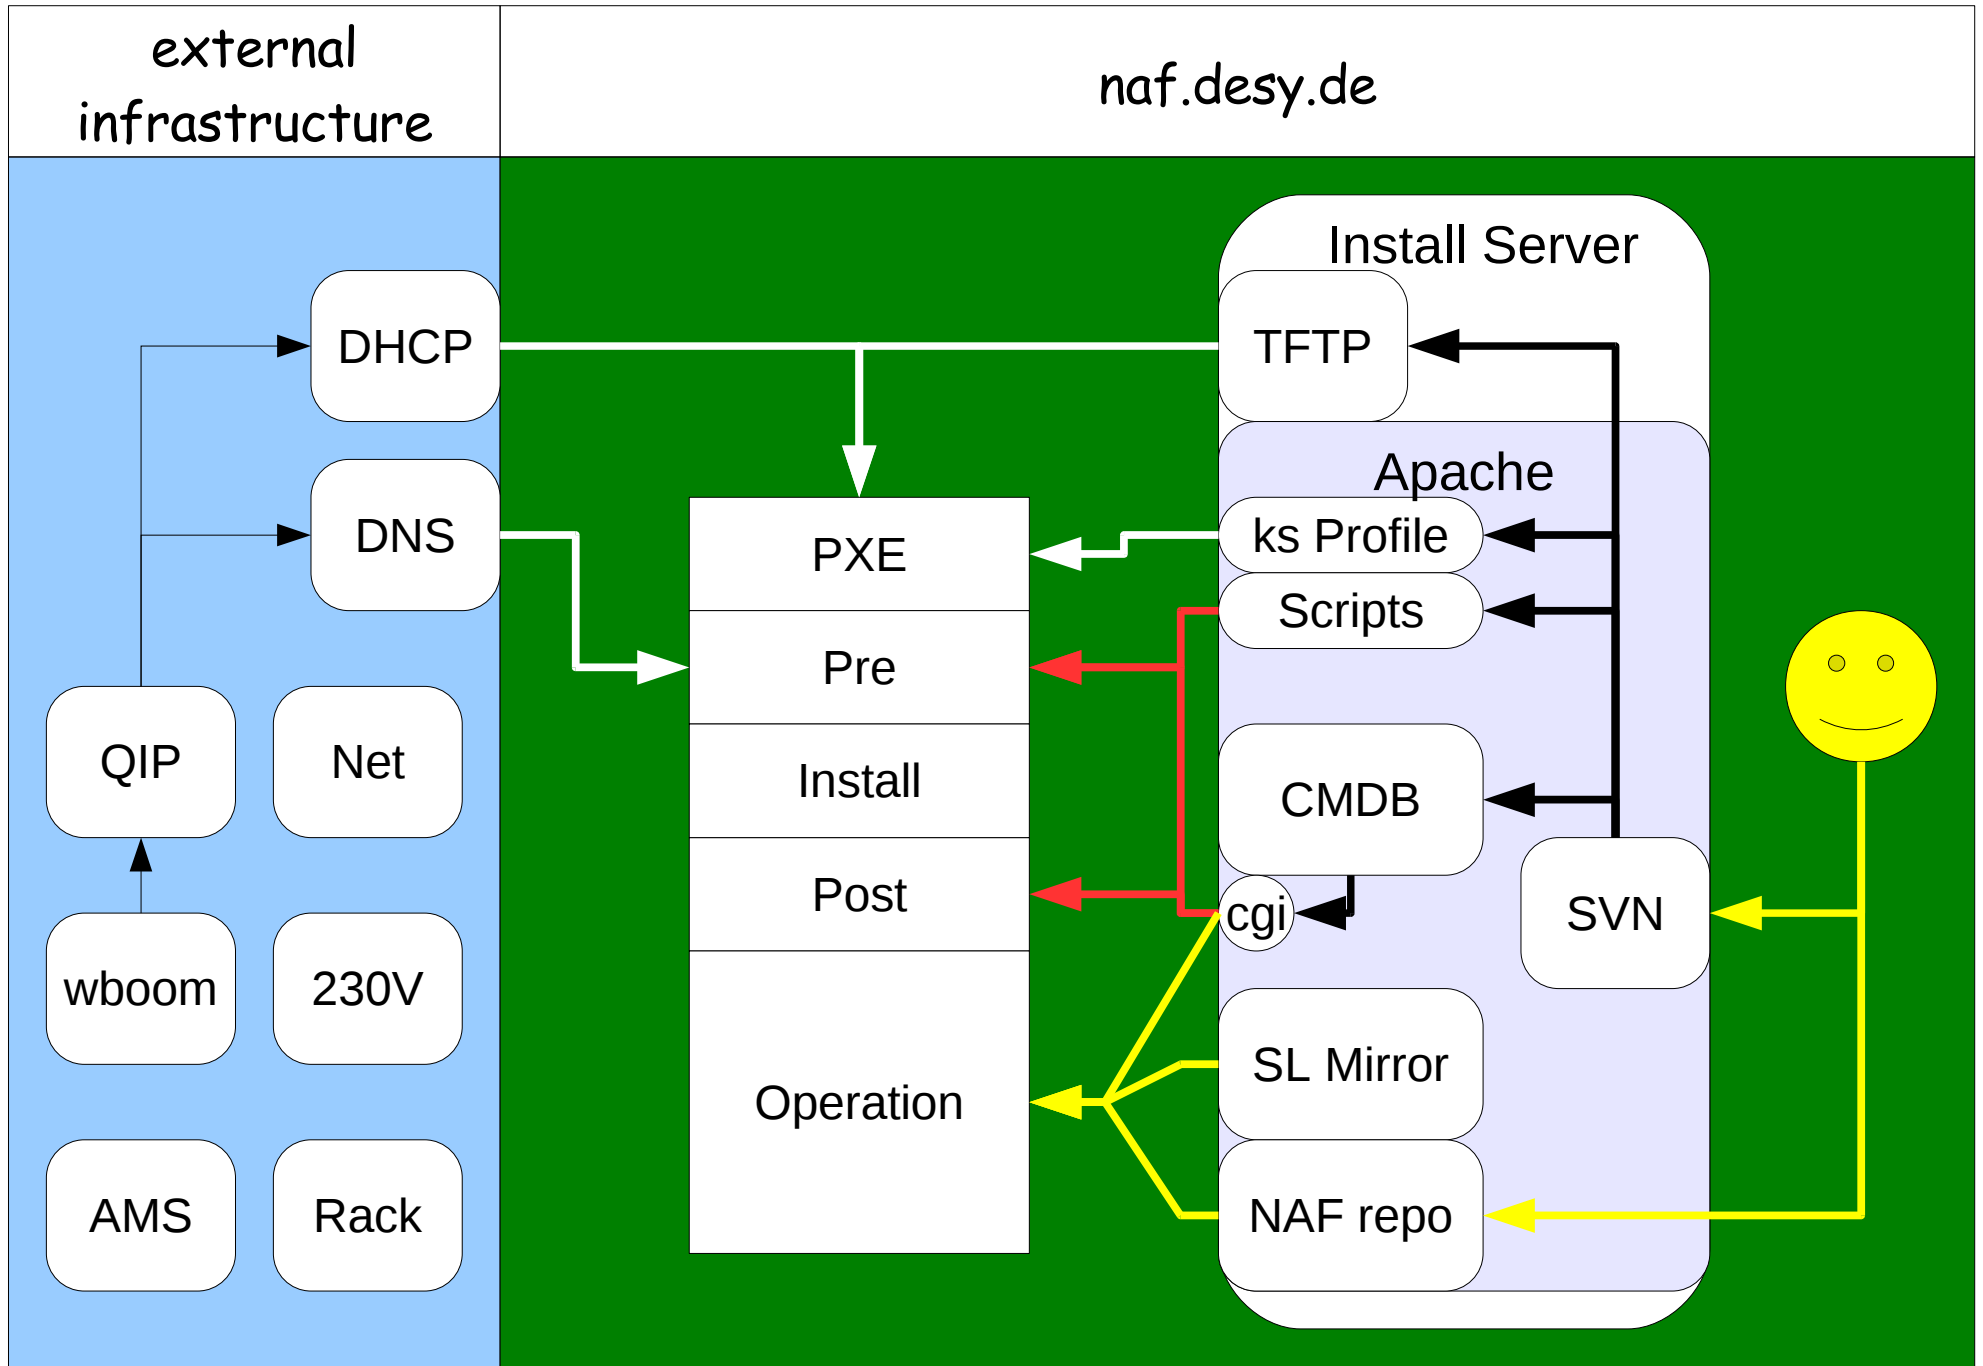 external
infrastructure
naf.desy.de
Install Server
DHCP
TFTP
Apache
DNS
PXE
ks Profile
Scripts
Pre
QIP
Net
Install
CMDB
Post
cgi
SVN
wboom
230V
SL Mirror
Operation
AMS
Rack
NAF repo